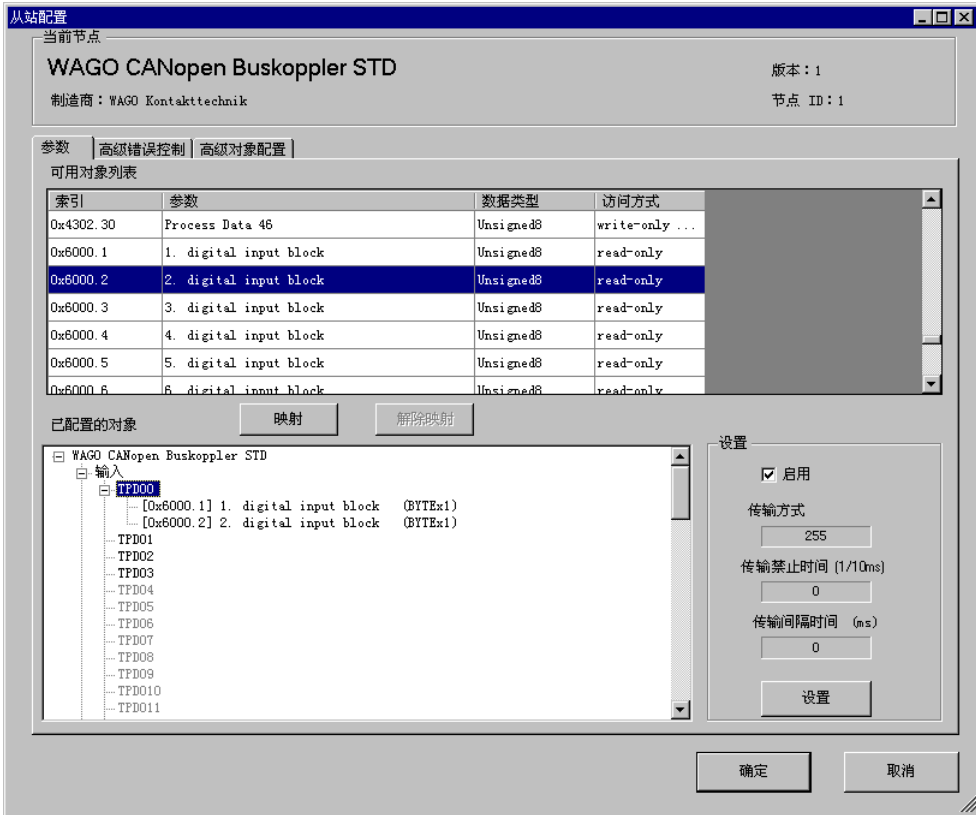 从站配置
当前节点
WAGO CANopen Buskoppler STD
版本：1
制造商：WAGO Kontakttechnik
节点 ID：1
参数 高级错误控制 高级对象配置
可用对象列表
索引 参数 数据类型 访问方式
0x4302.30 Process Data 46 Unsigned8 write-only ...
0x6000.1 1. digital input block Unsigned8 read-only
0x6000.2 2. digital input block Unsigned8 read-only
0x6000.3 3. digital input block Unsigned8 read-only
0x6000.4 4. digital input block Unsigned8 read-only
0x6000.5 5. digital input block Unsigned8 read-only
0x6000.6 6. digital input block Unsigned8 read-only
已配置的对象 映射 解除映射
WAGO CANopen Buskoppler STD
输入
TPDO0
[0x6000.1] 1. digital input block (BYTEx1)
[0x6000.2] 2. digital input block (BYTEx1)
TPDO1
TPDO2
TPDO3
TPDO4
TPDO5
TPDO6
TPDO7
TPDO8
TPDO9
TPDO10
TPDO11
设置
启用
传输方式
255
传输禁止时间 (1/10ms)
0
传输间隔时间 (ms)
0
设置
确定 取消